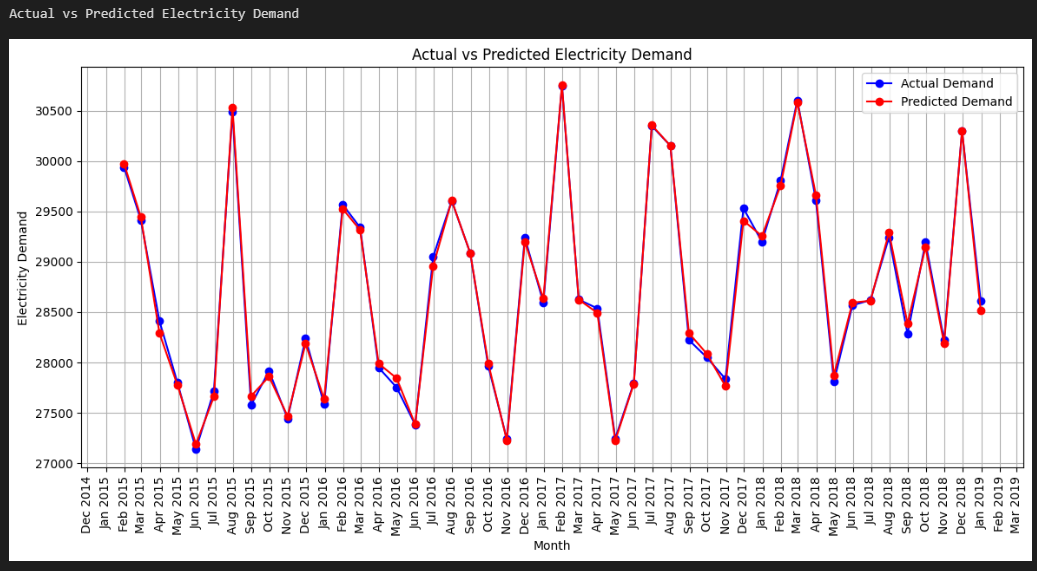 Actual vs Predicted Electricity Demand
Actual vs Predicted Electricity Demand
Actual Demand
Predicted Demand
Electricity Demand
30500
30000
29500
29000
28500
28000
27500
27000
Dec 2014
Jan 2015
Feb 2015
Mar 2015
Apr 2015
May 2015
Jun 2015
Jul 2015
Aug 2015
Sep 2015
Oct 2015
Nov 2015
Dec 2015
Jan 2016
Feb 2016
Mar 2016
Apr 2016
May 2016
Jun 2016
Jul 2016
Aug 2016
Sep 2016
Oct 2016
Nov 2016
Dec 2016
Jan 2017
Feb 2017
Mar 2017
Apr 2017
May 2017
Jun 2017
Jul 2017
Aug 2017
Sep 2017
Oct 2017
Nov 2017
Dec 2017
Jan 2018
Feb 2018
Mar 2018
Apr 2018
May 2018
Jun 2018
Jul 2018
Aug 2018
Sep 2018
Oct 2018
Nov 2018
Dec 2018
Jan 2019
Feb 2019
Mar 2019
Month